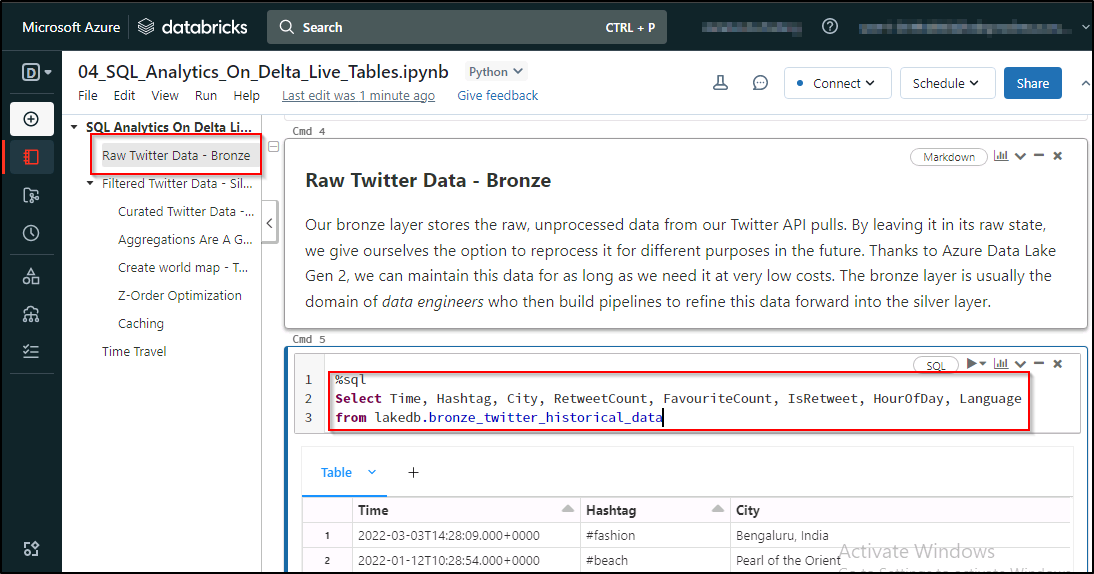 Microsoft Azure
databricks
Search
CTRL + P
04_SQL_Analytics_On_Delta_Live_Tables.ipynb
Python
File Edit View Run Help
Last edit was 1 minute ago
Give feedback
Connect
Schedule
Share
SQL Analytics On Delta Li...
Raw Twitter Data - Bronze
Filtered Twitter Data - Sil...
Curated Twitter Data -...
Aggregations Are A G...
Create world map - T...
Z-Order Optimization
Caching
Time Travel
Cmd 4
Markdown
Raw Twitter Data - Bronze
Our bronze layer stores the raw, unprocessed data from our Twitter API pulls. By leaving it in its raw state,
we give ourselves the option to reprocess it for different purposes in the future. Thanks to Azure Data Lake
Gen 2, we can maintain this data for as long as we need it at very low costs. The bronze layer is usually the
domain of data engineers who then build pipelines to refine this data forward into the silver layer.
Cmd 5
SQL
1 %sql
2 Select Time, Hashtag, City, RetweetCount, FavouriteCount, IsRetweet, HourOfDay, Language
3 from lakedb.bronze_twitter_historical_data
Table
+
Time Hashtag City
1 2022-03-03T14:28:09.000+0000 #fashion Bengaluru, India
2 2022-01-12T10:28:54.000+0000 #beach Pearl of the Orient
Activate Windows
Go to Settings to activate Windows